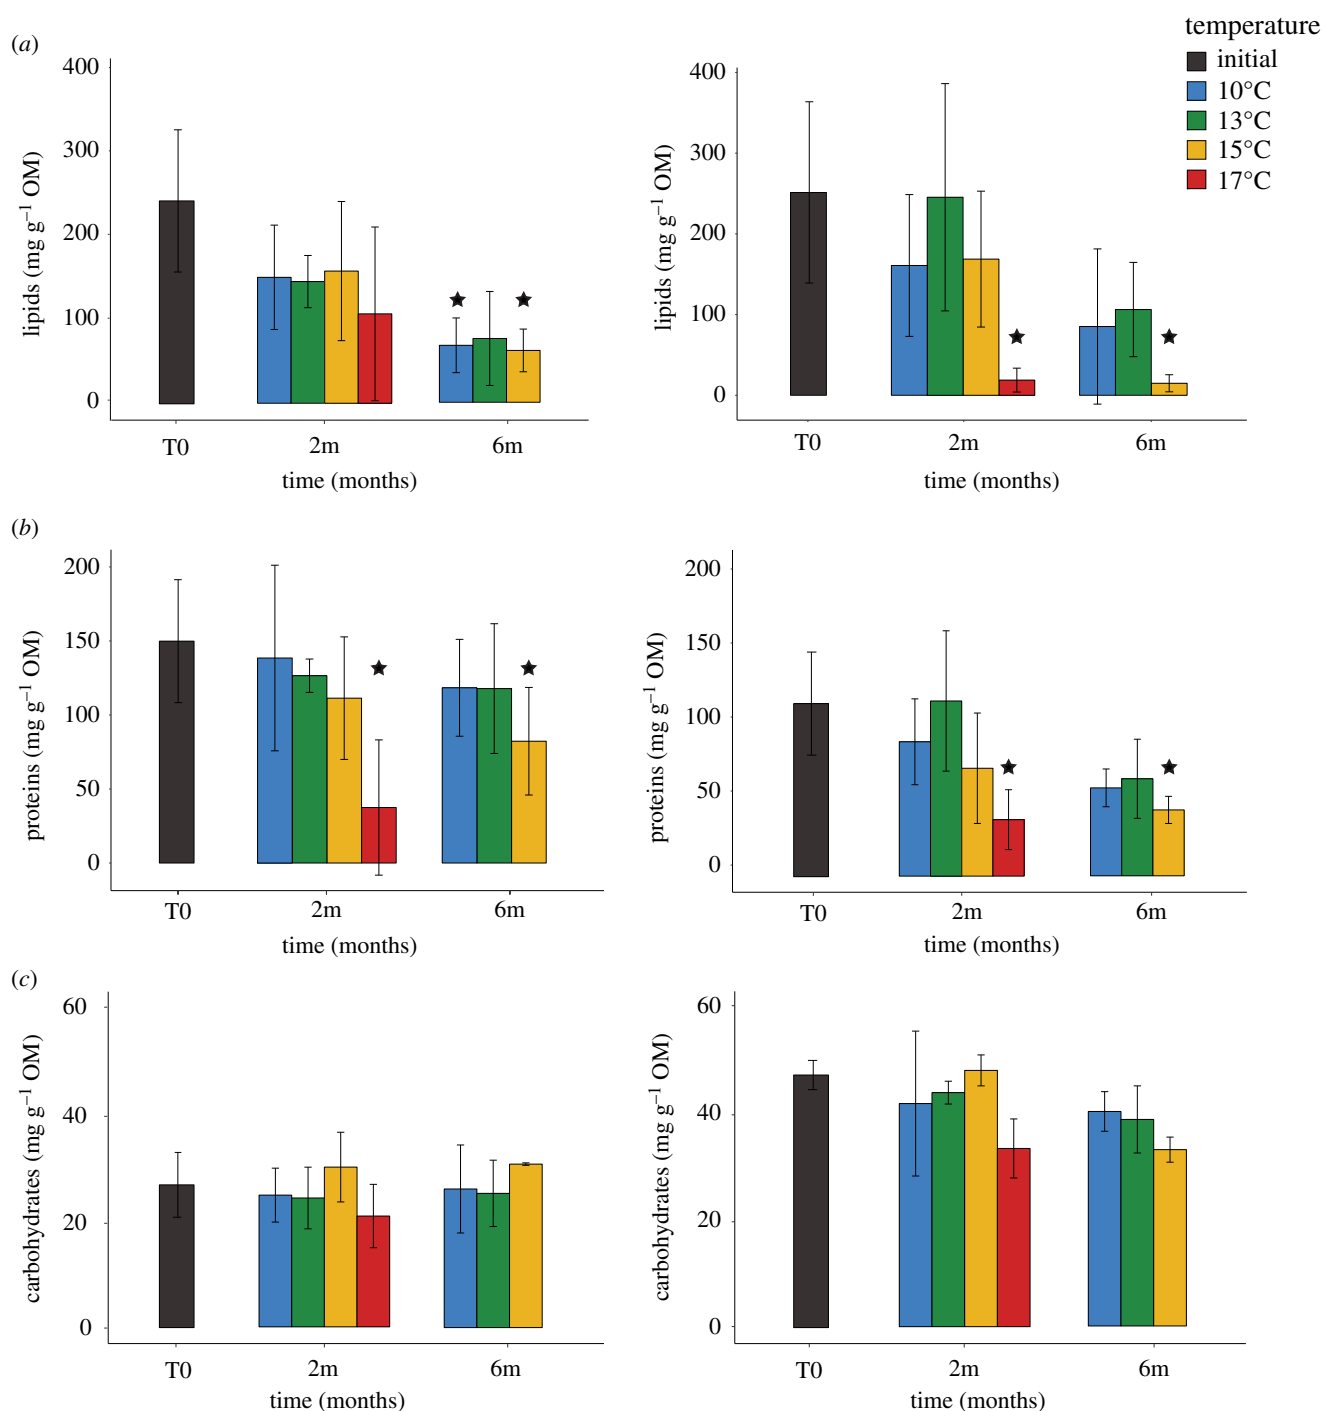 temperature
initial
10°C
13°C
15°C
17°C
(a)
lipids (mg g⁻¹ OM)
400
300
200
100
0
T0 2m 6m
time (months)
lipids (mg g⁻¹ OM)
400
300
200
100
0
T0 2m 6m
time (months)
(b)
proteins (mg g⁻¹ OM)
200
150
100
50
0
T0 2m 6m
time (months)
proteins (mg g⁻¹ OM)
200
150
100
50
0
T0 2m 6m
time (months)
(c)
carbohydrates (mg g⁻¹ OM)
60
40
20
0
T0 2m 6m
time (months)
carbohydrates (mg g⁻¹ OM)
60
40
20
0
T0 2m 6m
time (months)